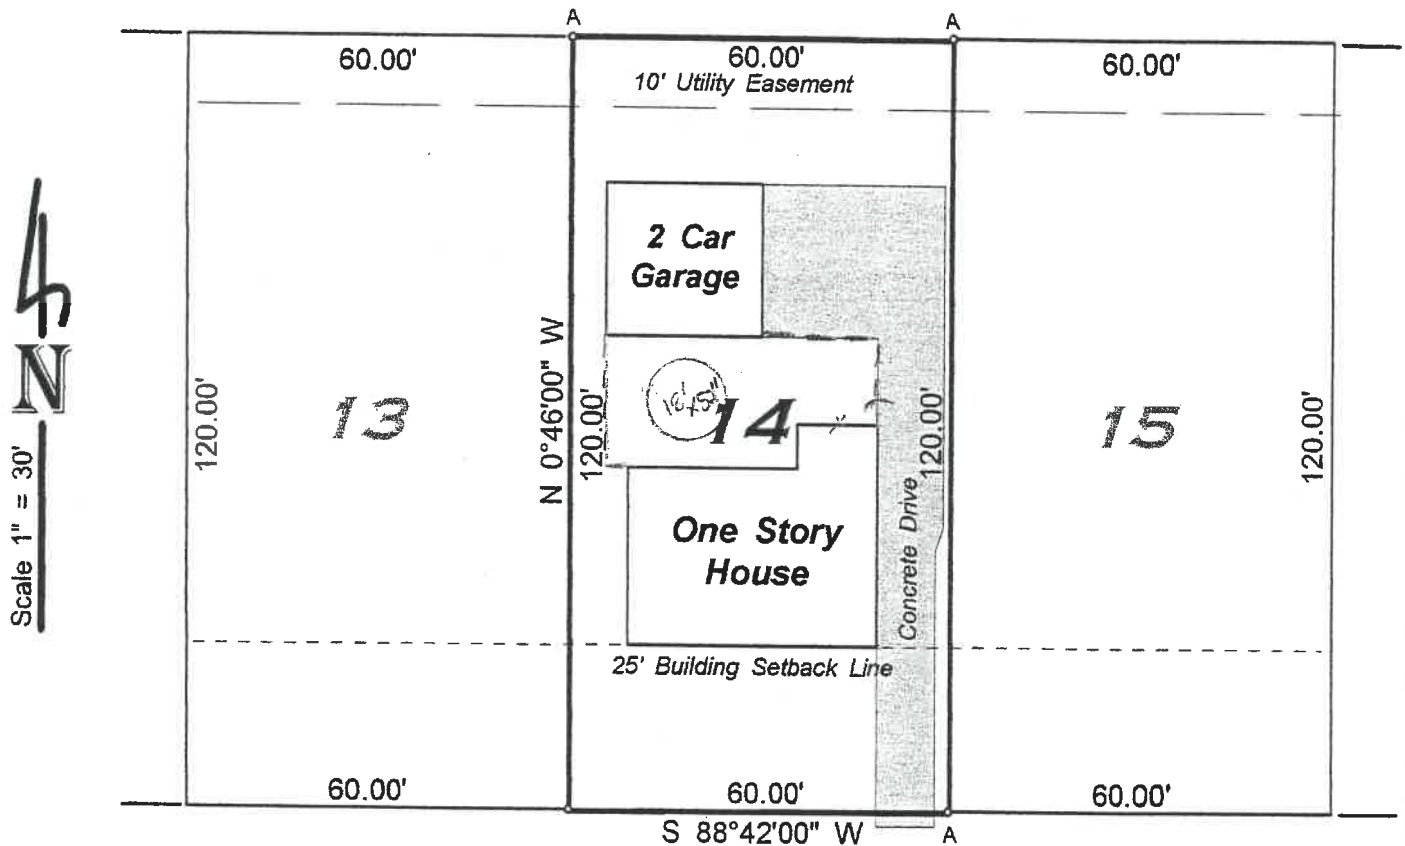 A
A
60.00'
60.00'
60.00'
10' Utility Easement
2 Car
Garage
N
Scale 1" = 30'
120.00'
13
N 0°46'00" W
120.00'
14
120.00'
15
120.00'
One Story
House
Concrete Drive
25' Building Setback Line
60.00'
60.00'
60.00'
S 88°42'00" W
A